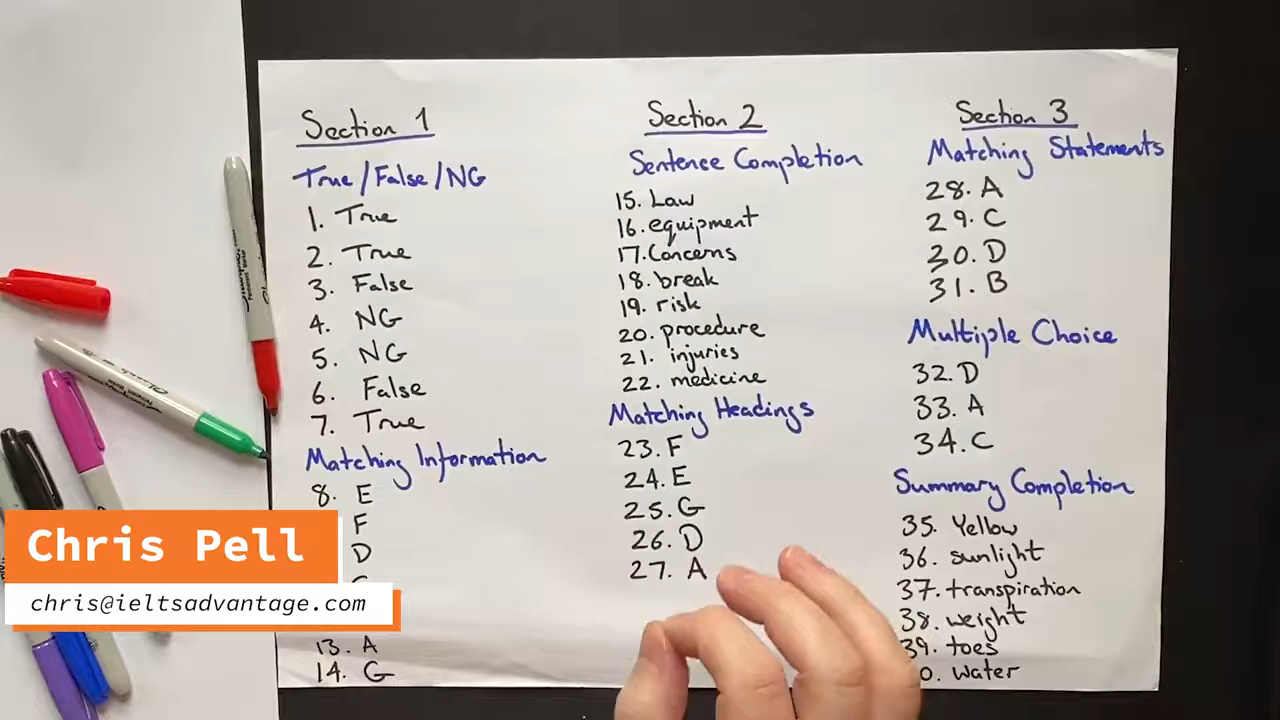 Section 1
True/False/NG
1. True
2. True
3. False
4. NG
5. NG
6. False
7. True
Matching Information
8. E
F
D
13. A
14. G
Section 2
Sentence Completion
15. Law
16. equipment
17. Concerns
18. break
19. risk
20. procedure
21. injuries
22. medicine
Matching Headings
23. F
24. E
25. G
26. D
27. A
Section 3
Matching Statements
28. A
29. C
30. D
31. B
Multiple Choice
32. D
33. A
34. C
Summary Completion
35. Yellow
36. sunlight
37. transpiration
38. weight
39. toes
0. water
Chris Pell
chris@ieltsadvantage.com